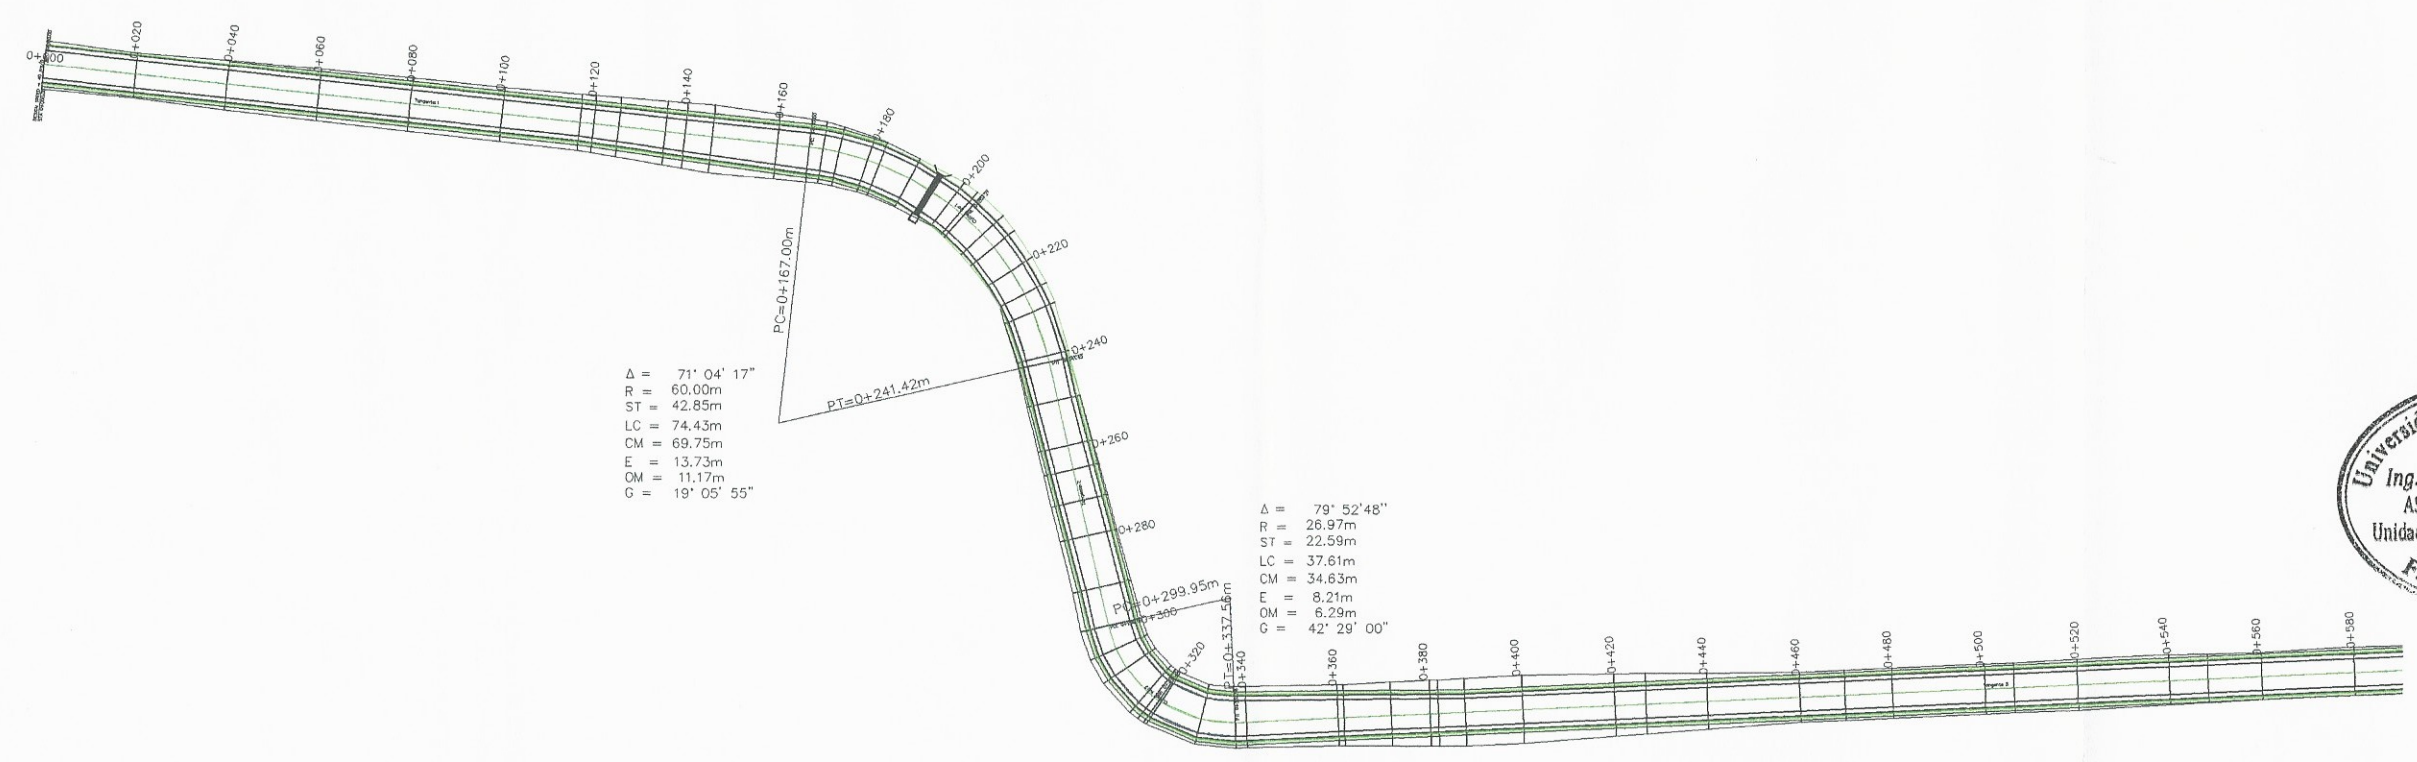 0+000
0+020
0+040
0+060
0+080
0+100
0+120
0+140
0+160
0+180
0+200
0+220
0+240
0+260
0+280
0+300
0+320
0+340
0+360
0+380
0+400
0+420
0+440
0+460
0+480
0+500
0+520
0+540
0+560
0+580
Tangente 1
PC=0+167.00m
PT=0+241.42m
Δ = 71° 04' 17"
R = 60.00m
ST = 42.85m
LC = 74.43m
CM = 69.75m
E = 13.73m
OM = 11.17m
G = 19° 05' 55"
PC=0+299.95m
PT=0+337.56m
Δ = 79° 52'48"
R = 26.97m
ST = 22.59m
LC = 37.61m
CM = 34.63m
E = 8.21m
OM = 6.29m
G = 42° 29' 00"
Tangente 3
Ing.